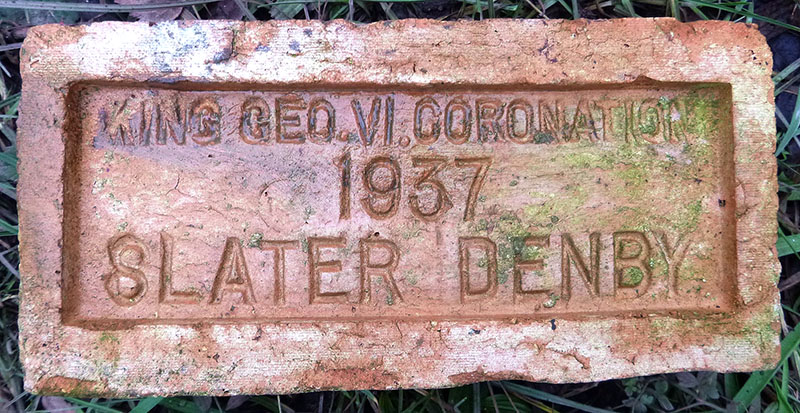 KING GEO.VI.CORONATION
1937
SLATER DENBY